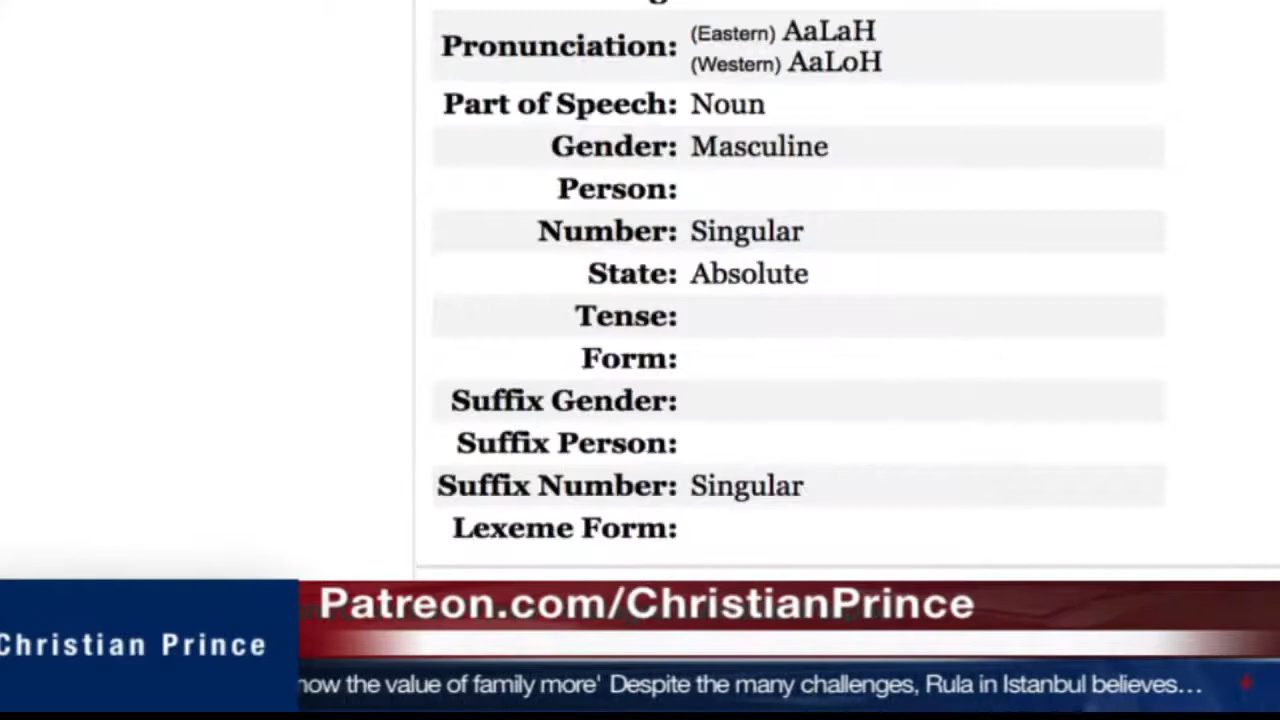 Pronunciation: (Eastern) AaLaH
(Western) AaLoH
Part of Speech: Noun
Gender: Masculine
Person:
Number: Singular
State: Absolute
Tense:
Form:
Suffix Gender:
Suffix Person:
Suffix Number: Singular
Lexeme Form:
Patreon.com/ChristianPrince
Christian Prince
the value of family more' Despite the many challenges, Rula in Istanbul believes...